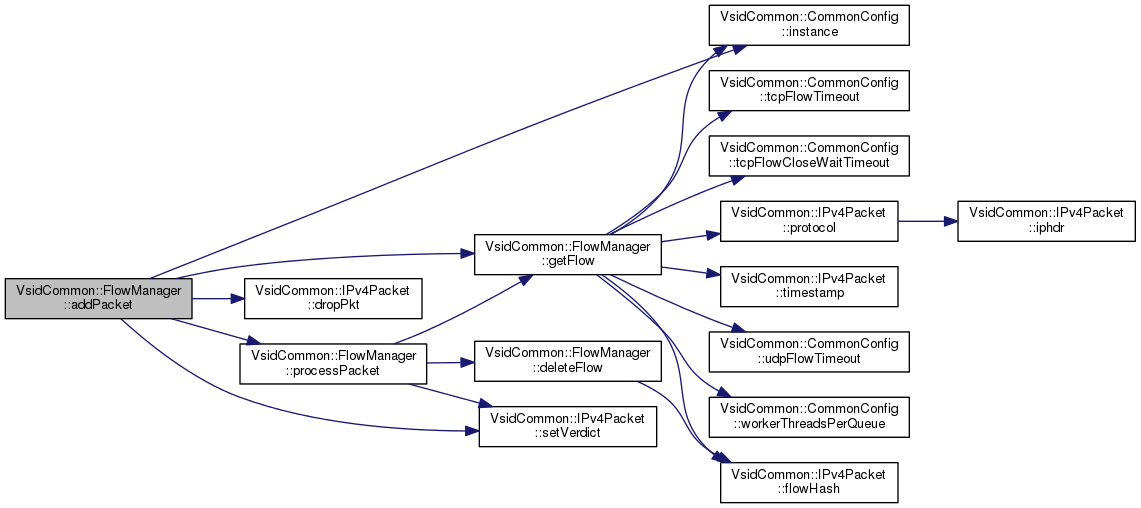 VsidCommon::CommonConfig
::instance
VsidCommon::CommonConfig
::tcpFlowTimeout
VsidCommon::CommonConfig
::tcpFlowCloseWaitTimeout
VsidCommon::IPv4Packet
::protocol
VsidCommon::IPv4Packet
::iphdr
VsidCommon::FlowManager
::getFlow
VsidCommon::IPv4Packet
::timestamp
VsidCommon::FlowManager
::addPacket
VsidCommon::IPv4Packet
::dropPkt
VsidCommon::CommonConfig
::udpFlowTimeout
VsidCommon::FlowManager
::processPacket
VsidCommon::FlowManager
::deleteFlow
VsidCommon::CommonConfig
::workerThreadsPerQueue
VsidCommon::IPv4Packet
::setVerdict
VsidCommon::IPv4Packet
::flowHash